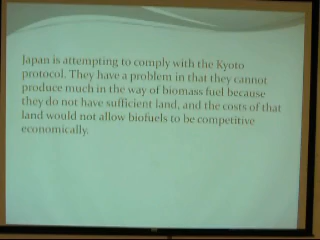 Japan is attempting to comply with the Kyoto
protocol. They have a problem in that they cannot
produce much in the way of biomass fuel because
they do not have sufficient land, and the costs of that
land would not allow biofuels to be competitive
economically.